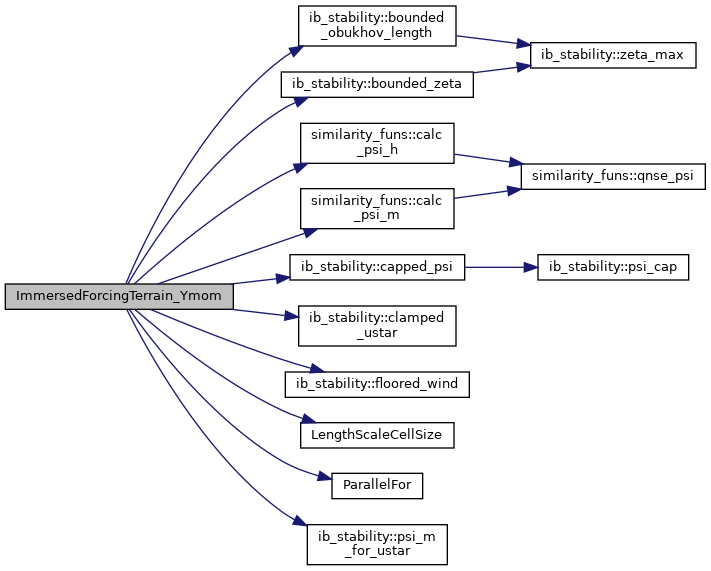 ib_stability::bounded
_obukhov_length
ib_stability::zeta_max
ib_stability::bounded_zeta
similarity_funs::calc
_psi_h
similarity_funs::qnse_psi
similarity_funs::calc
_psi_m
ib_stability::capped_psi
ib_stability::psi_cap
ImmersedForcingTerrain_Ymom
ib_stability::clamped
_ustar
ib_stability::floored_wind
LengthScaleCellSize
ParallelFor
ib_stability::psi_m
_for_ustar